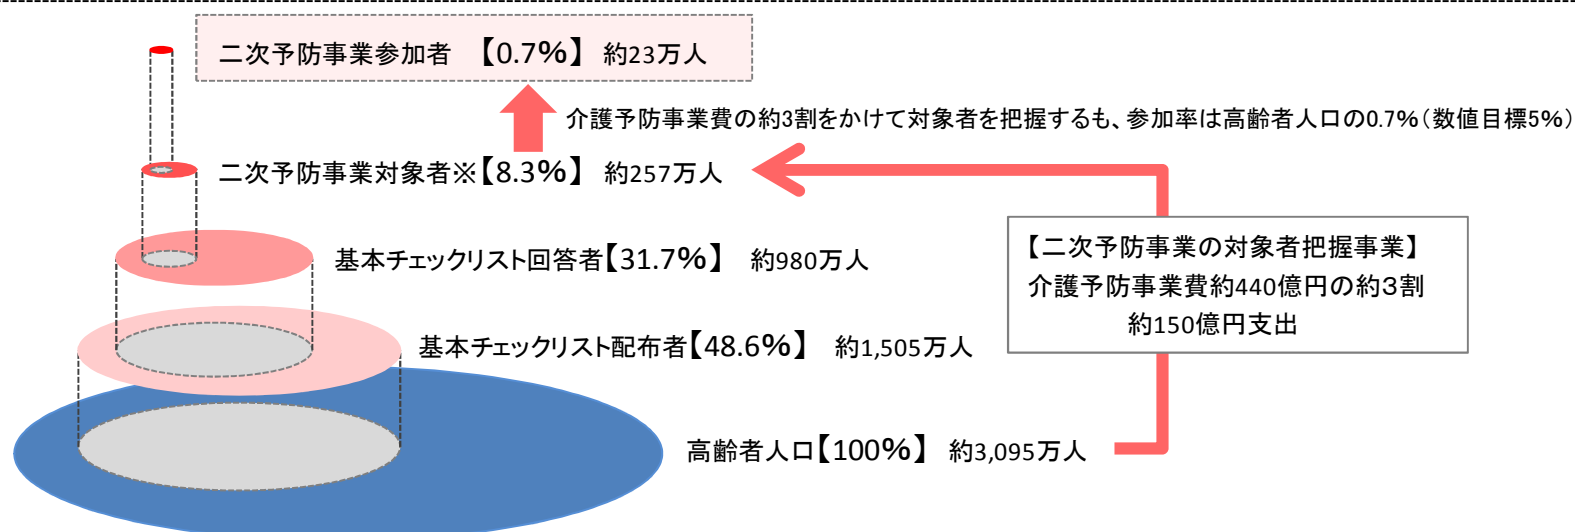 二次予防事業参加者 【0.7%】 約23万人
介護予防事業費の約3割をかけて対象者を把握するも、参加率は高齢者人口の0.7%(数値目標5%)
二次予防事業対象者※【8.3%】 約257万人
基本チェックリスト回答者【31.7%】 約980万人
【二次予防事業の対象者把握事業】
介護予防事業費約440億円の約3割
約150億円支出
基本チェックリスト配布者【48.6%】 約1,505万人
高齢者人口【100%】 約3,095万人